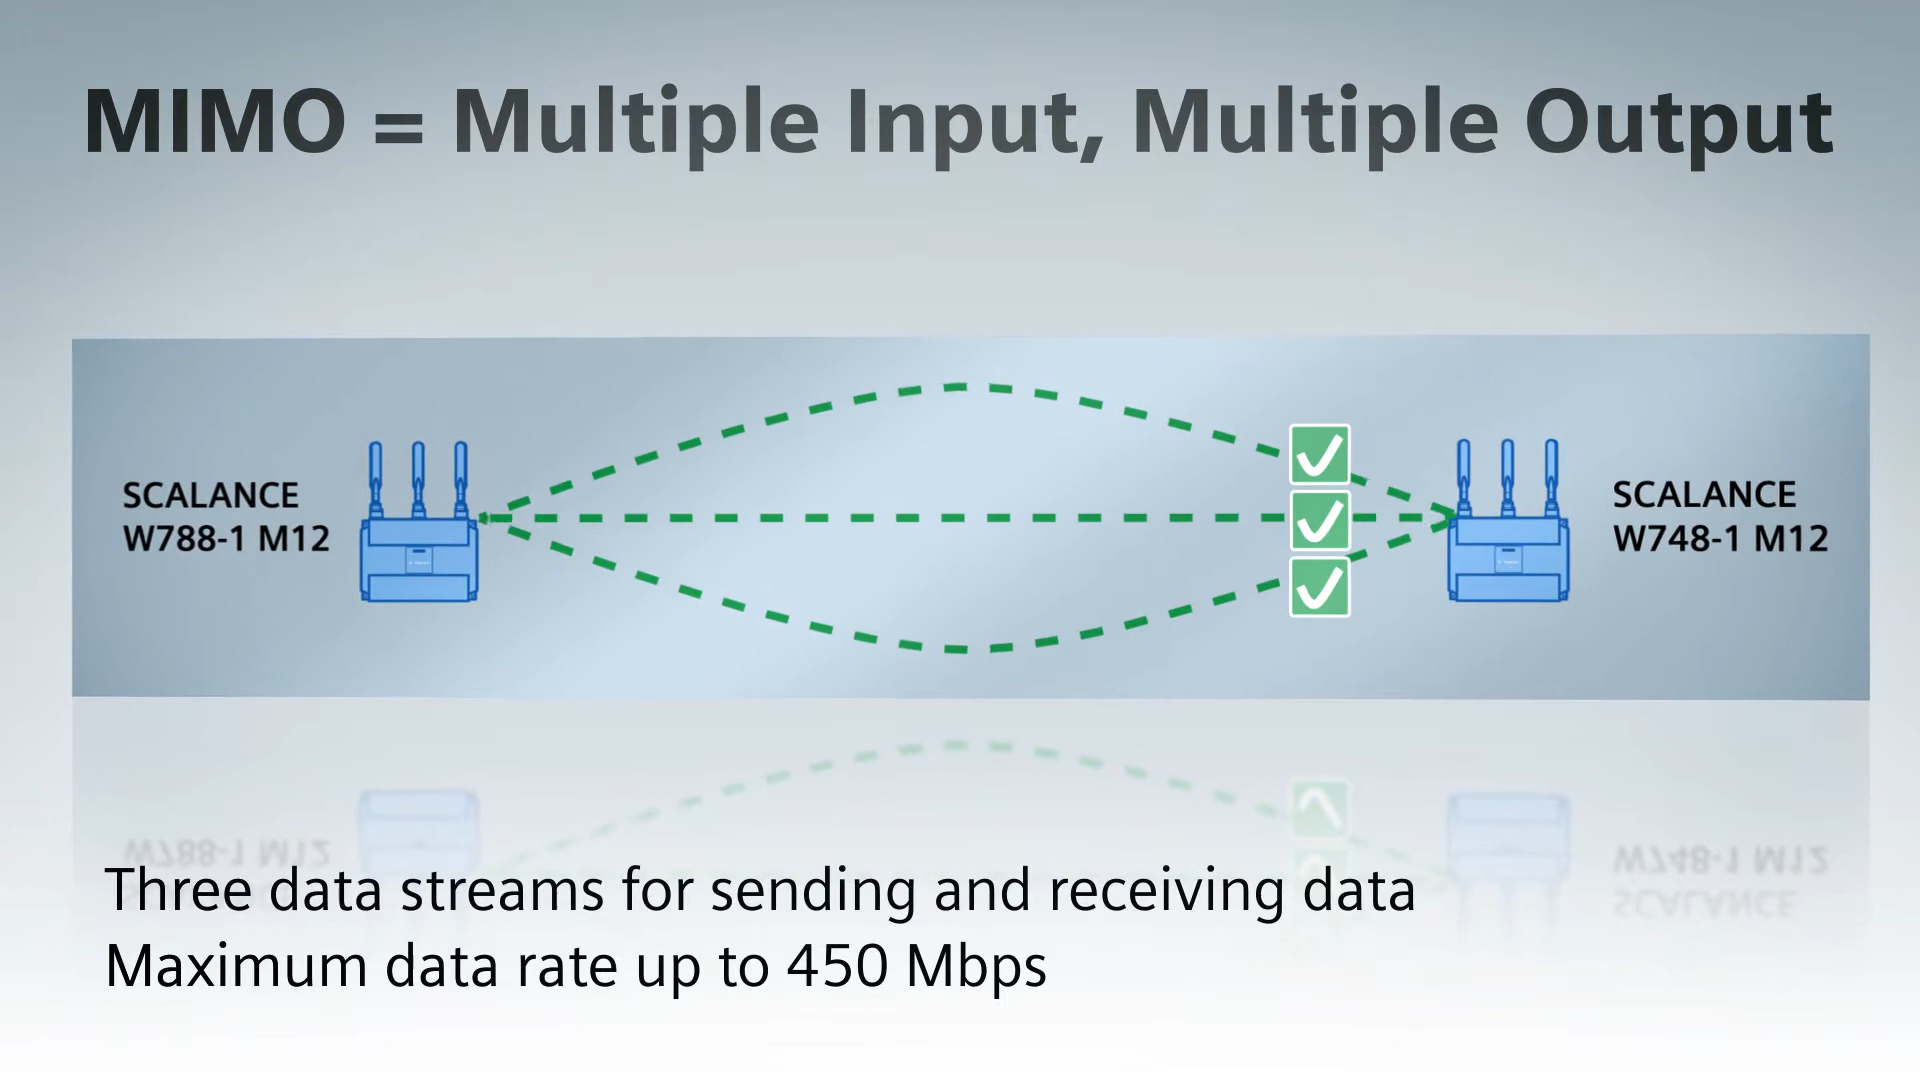 MIMO = Multiple Input, Multiple Output
SCALANCE
W788-1 M12
SCALANCE
W748-1 M12
Three data streams for sending and receiving data
Maximum data rate up to 450 Mbps